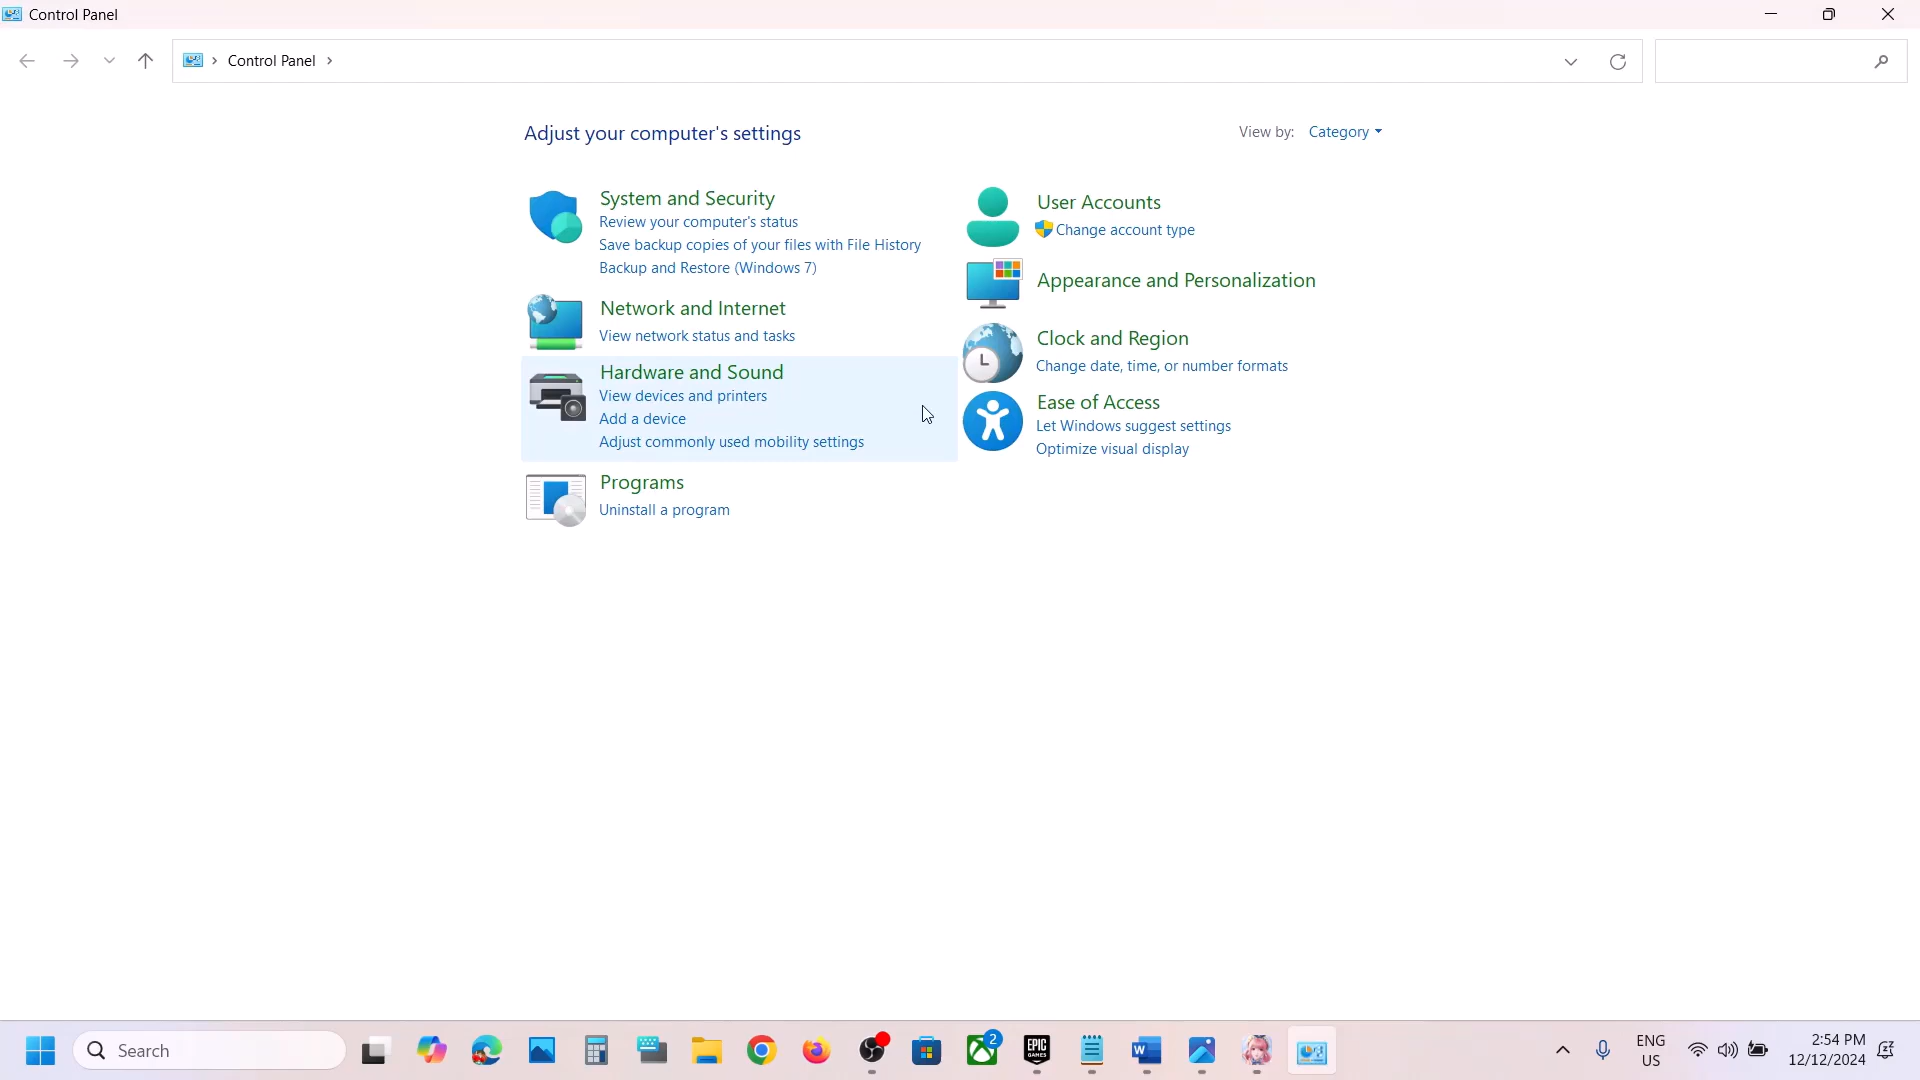 Control Panel
Control Panel
Adjust your computer's settings
View by: Category
System and Security
Review your computer's status
Save backup copies of your files with File History
Backup and Restore (Windows 7)
Network and Internet
View network status and tasks
Hardware and Sound
View devices and printers
Add a device
Adjust commonly used mobility settings
Programs
Uninstall a program
User Accounts
Change account type
Appearance and Personalization
Clock and Region
Change date, time, or number formats
Ease of Access
Let Windows suggest settings
Optimize visual display
Search
2
EPIC
GAMES
W
ENG
US
2:54 PM
12/12/2024